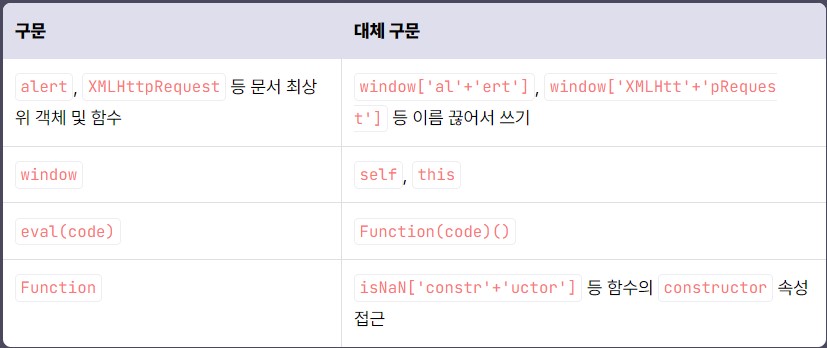 구문 대체 구문
alert, XMLHttpRequest 등 문서 최상
위 객체 및 함수
window['al'+'ert'], window['XMLHtt'+'pReques
t'] 등 이름 끊어서 쓰기
window
self, this
eval(code)
Function(code)()
Function
isNaN['constr'+'uctor'] 등 함수의 constructor 속성
접근